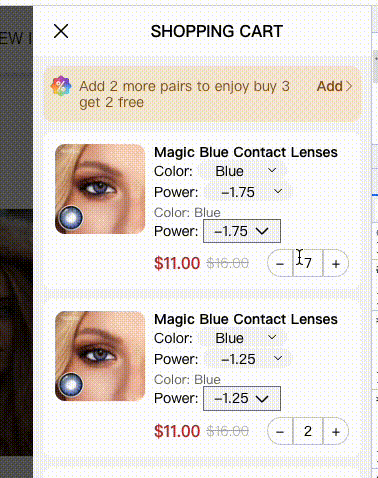 EW I
SHOPPING CART
Add 2 more pairs to enjoy buy 3
get 2 free
Add
Magic Blue Contact Lenses
Color: Blue
Power: -1.75
Color: Blue
Power: -1.75
$11.00 $16.00 - 7 +
Magic Blue Contact Lenses
Color: Blue
Power: -1.25
Color: Blue
Power: -1.25
$11.00 $16.00 - 2 +